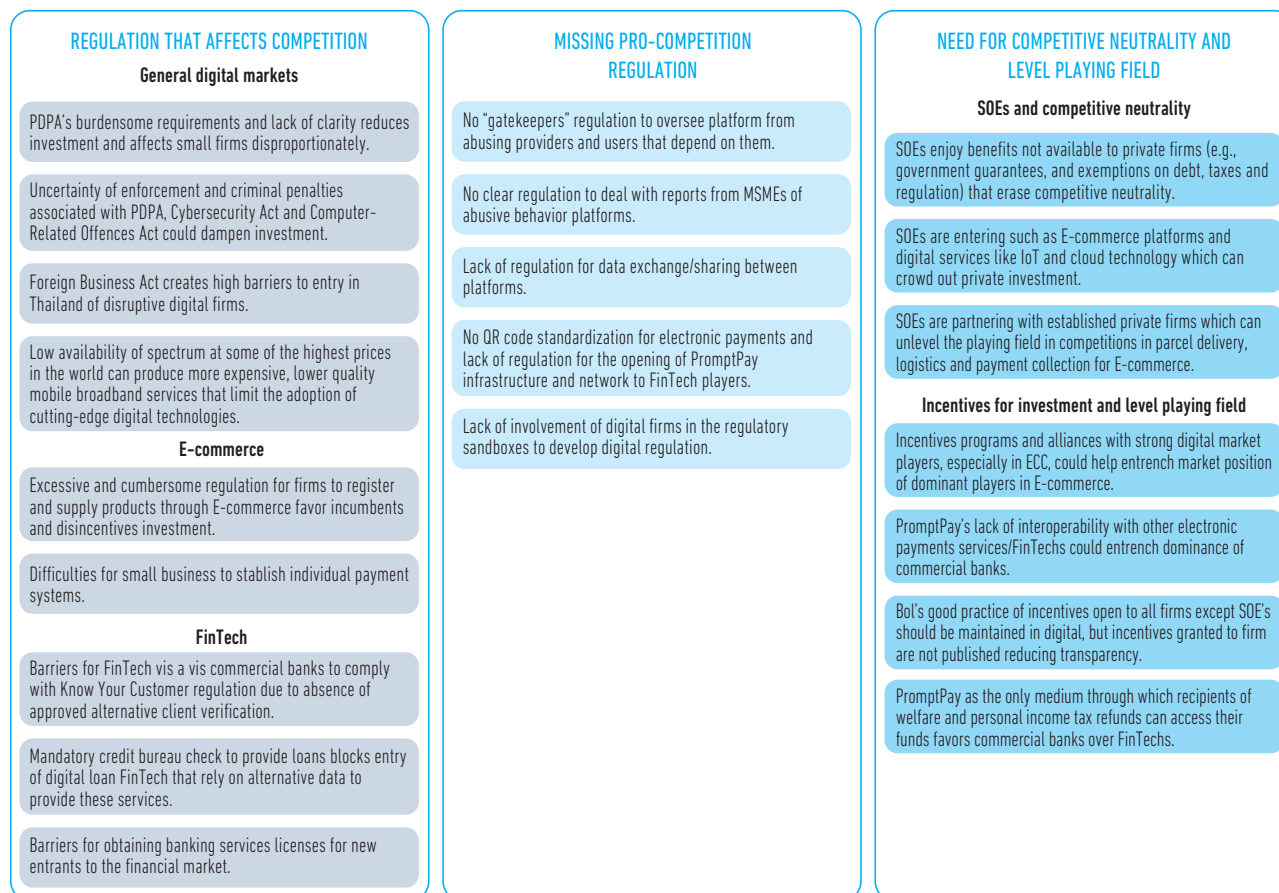 REGULATION THAT AFFECTS COMPETITION
General digital markets
PDPA's burdensome requirements and lack of clarity reduces
investment and affects small firms disproportionately.
Uncertainty of enforcement and criminal penalties
associated with PDPA, Cybersecurity Act and Computer-
Related Offences Act could dampen investment.
Foreign Business Act creates high barriers to entry in
Thailand of disruptive digital firms.
Low availability of spectrum at some of the highest prices
in the world can produce more expensive, lower quality
mobile broadband services that limit the adoption of
cutting-edge digital technologies.
E-commerce
Excessive and cumbersome regulation for firms to register
and supply products through E-commerce favor incumbents
and disincentives investment.
Difficulties for small business to stablish individual payment
systems.
FinTech
Barriers for FinTech vis a vis commercial banks to comply
with Know Your Customer regulation due to absence of
approved alternative client verification.
Mandatory credit bureau check to provide loans blocks entry
of digital loan FinTech that rely on alternative data to
provide these services.
Barriers for obtaining banking services licenses for new
entrants to the financial market.
MISSING PRO-COMPETITION
REGULATION
No "gatekeepers" regulation to oversee platform from
abusing providers and users that depend on them.
No clear regulation to deal with reports from MSMEs of
abusive behavior platforms.
Lack of regulation for data exchange/sharing between
platforms.
No QR code standardization for electronic payments and
lack of regulation for the opening of PromptPay
infrastructure and network to FinTech players.
Lack of involvement of digital firms in the regulatory
sandboxes to develop digital regulation.
NEED FOR COMPETITIVE NEUTRALITY AND
LEVEL PLAYING FIELD
SOEs and competitive neutrality
SOEs enjoy benefits not available to private firms (e.g.,
government guarantees, and exemptions on debt, taxes and
regulation) that erase competitive neutrality.
SOEs are entering such as E-commerce platforms and
digital services like IoT and cloud technology which can
crowd out private investment.
SOEs are partnering with established private firms which can
unlevel the playing field in competitions in parcel delivery,
logistics and payment collection for E-commerce.
Incentives for investment and level playing field
Incentives programs and alliances with strong digital market
players, especially in ECC, could help entrench market position
of dominant players in E-commerce.
PromptPay's lack of interoperability with other electronic
payments services/FinTechs could entrench dominance of
commercial banks.
BoI's good practice of incentives open to all firms except SOE's
should be maintained in digital, but incentives granted to firm
are not published reducing transparency.
PromptPay as the only medium through which recipients of
welfare and personal income tax refunds can access their
funds favors commercial banks over FinTechs.